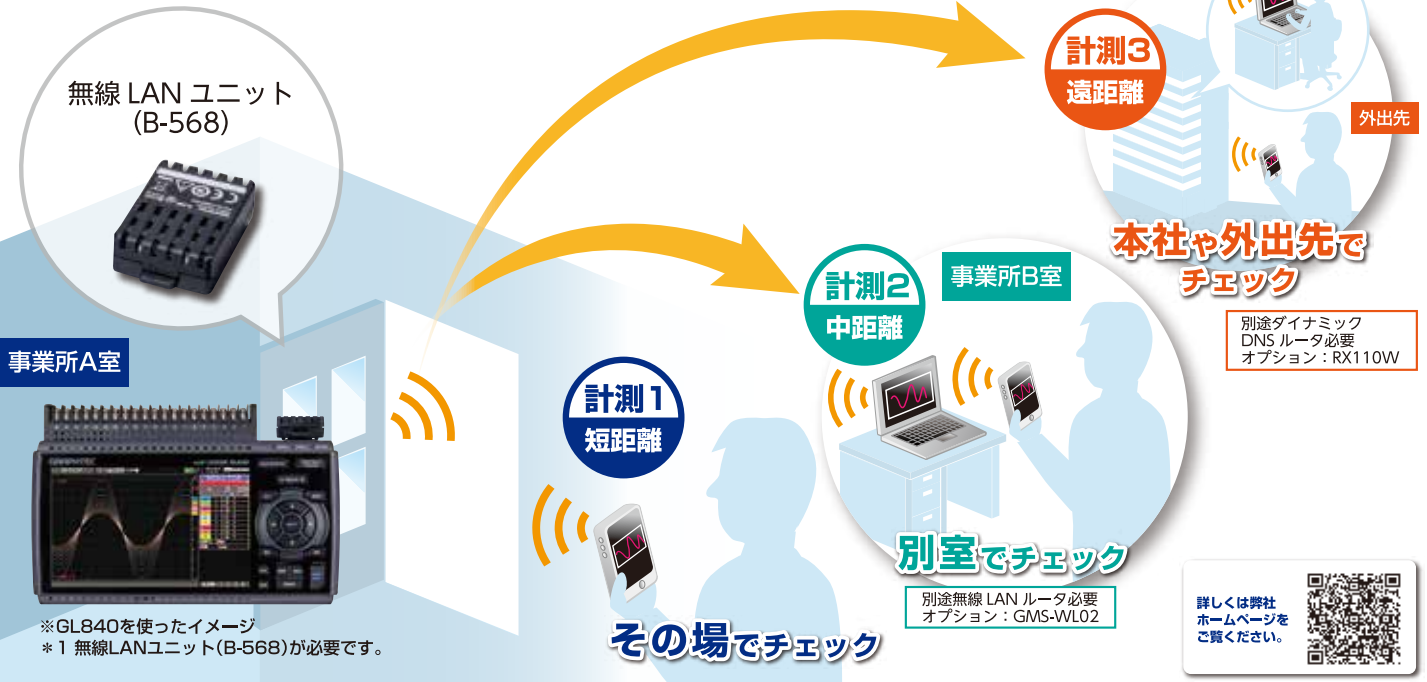 無線 LAN ユニット
(B-568)
事業所A室
GRAPHTEC
※GL840を使ったイメージ
＊1 無線LANユニット(B-568)が必要です。
計測1
短距離
その場でチェック
計測2
中距離
事業所B室
別室でチェック
別途無線 LAN ルータ必要
オプション：GMS-WL02
計測3
遠距離
外出先
本社や外出先で
チェック
別途ダイナミック
DNS ルータ必要
オプション：RX110W
詳しくは弊社
ホームページを
ご覧ください。